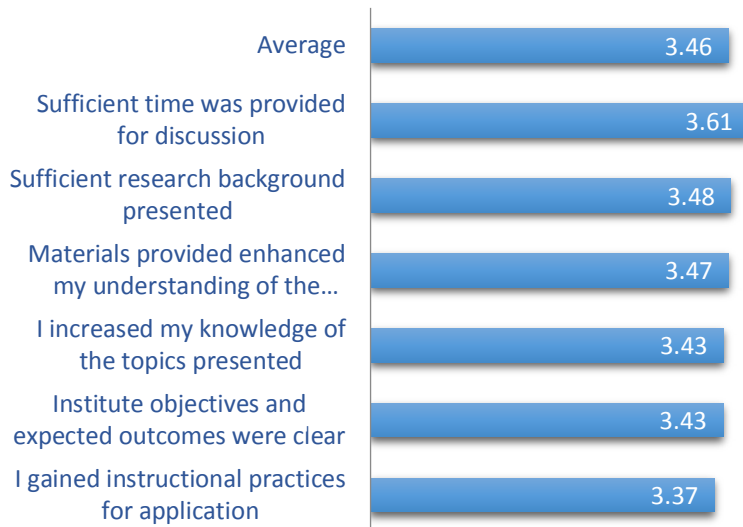 Average
3.46
Sufficient time was provided
for discussion
3.61
Sufficient research background
presented
3.48
Materials provided enhanced
my understanding of the...
3.47
I increased my knowledge of
the topics presented
3.43
Institute objectives and
expected outcomes were clear
3.43
I gained instructional practices
for application
3.37